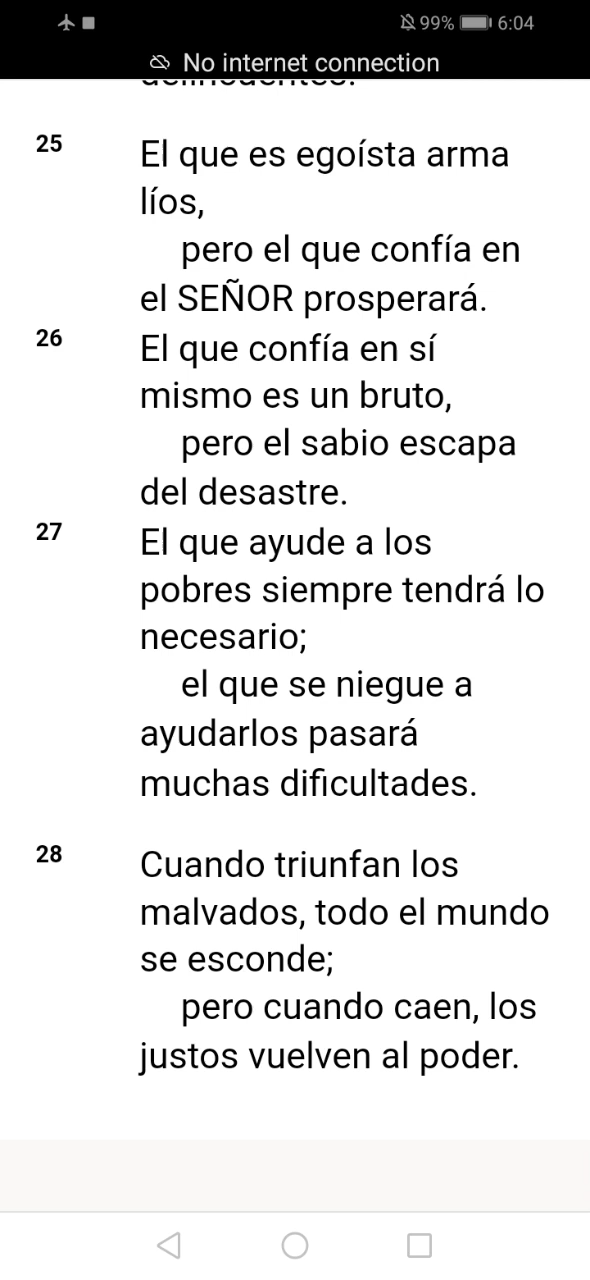 99% 6:04
No internet connection
25 El que es egoísta arma
líos,
pero el que confía en
el SEÑOR prosperará.
26 El que confía en sí
mismo es un bruto,
pero el sabio escapa
del desastre.
27 El que ayude a los
pobres siempre tendrá lo
necesario;
el que se niegue a
ayudarlos pasará
muchas dificultades.
28 Cuando triunfan los
malvados, todo el mundo
se esconde;
pero cuando caen, los
justos vuelven al poder.